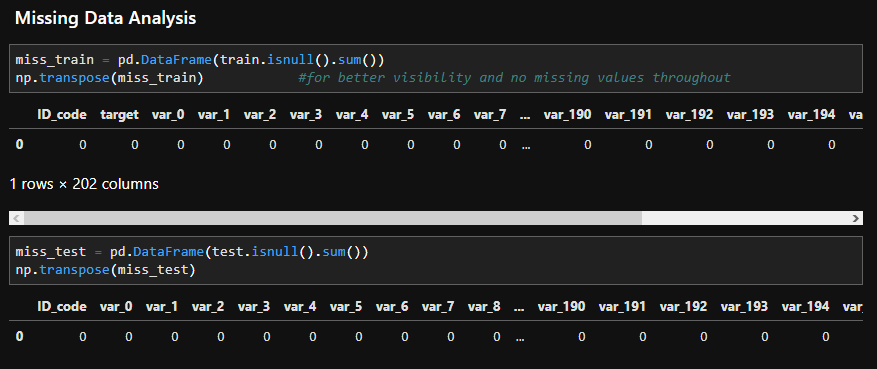 Missing Data Analysis
miss_train = pd.DataFrame(train.isnull().sum())
np.transpose(miss_train) #for better visibility and no missing values throughout
ID_code target var_0 var_1 var_2 var_3 var_4 var_5 var_6 var_7 ... var_190 var_191 var_192 var_193 var_194 va
0 0 0 0 0 0 0 0 0 0 0 0 ... 0 0 0 0 0
1 rows × 202 columns
miss_test = pd.DataFrame(test.isnull().sum())
np.transpose(miss_test)
ID_code var_0 var_1 var_2 var_3 var_4 var_5 var_6 var_7 var_8 ... var_190 var_191 var_192 var_193 var_194 var_
0 0 0 0 0 0 0 0 0 0 0 0 ... 0 0 0 0 0